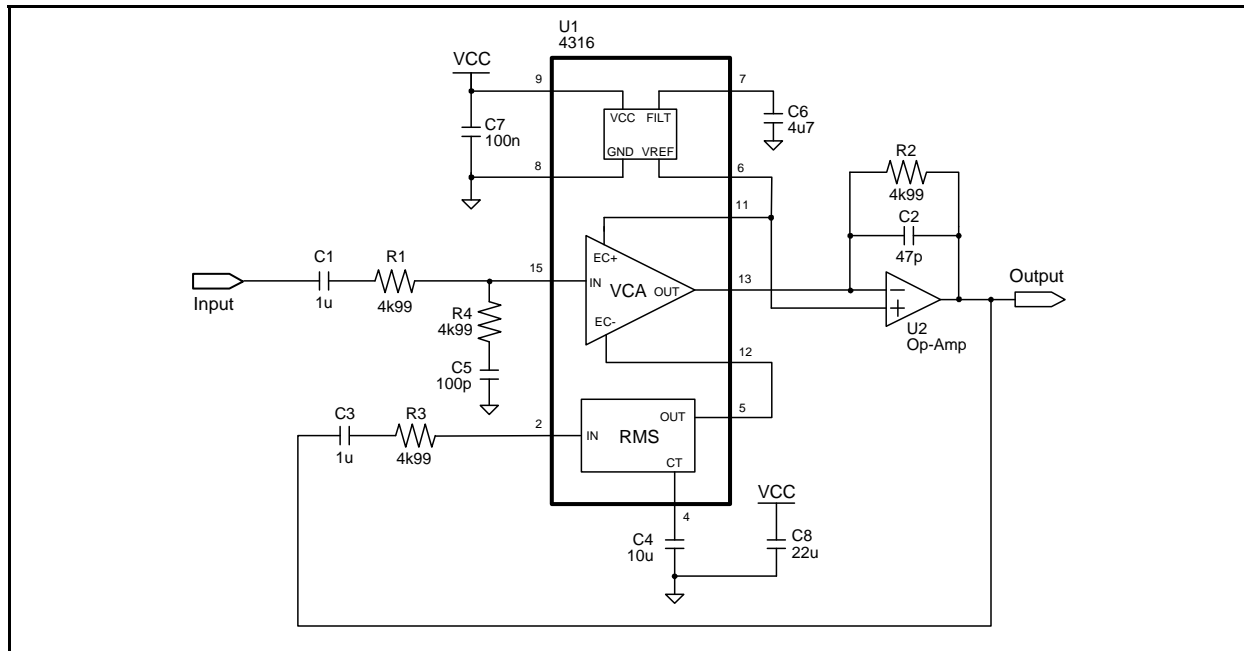 U1
4316
VCC
9
7
C7
100n
VCC
FILT
C6
4u7
GND
VREF
8
6
R2
4k99
11
C2
47p
EC+
C1
1u
R1
4k99
15
IN
VCA
OUT
13
Input
Output
R4
4k99
EC-
U2
Op-Amp
C5
100p
12
C3
1u
R3
4k99
2
IN
OUT
5
RMS
CT
VCC
4
C4
10u
C8
22u